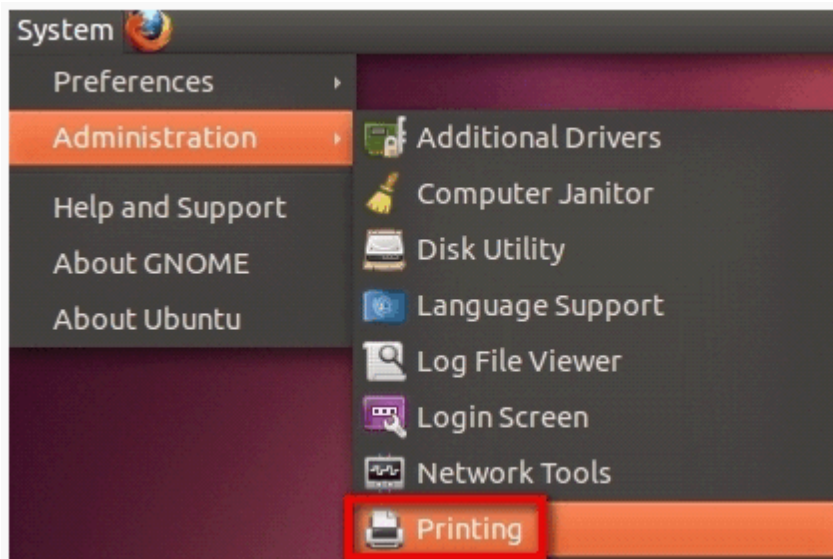 System
Preferences
Administration
Help and Support
About GNOME
About Ubuntu
Additional Drivers
Computer Janitor
Disk Utility
Language Support
Log File Viewer
Login Screen
Network Tools
Printing